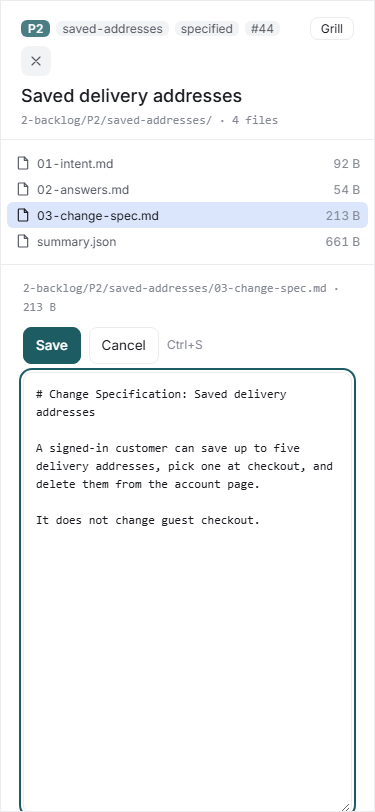 P2 saved-addresses specified #44 Grill
Saved delivery addresses
2-backlog/P2/saved-addresses/ · 4 files
01-intent.md 92 B
02-answers.md 54 B
03-change-spec.md 213 B
summary.json 661 B
2-backlog/P2/saved-addresses/03-change-spec.md ·
213 B
Save Cancel Ctrl+S
# Change Specification: Saved delivery
addresses
A signed-in customer can save up to five
delivery addresses, pick one at checkout, and
delete them from the account page.
It does not change guest checkout.